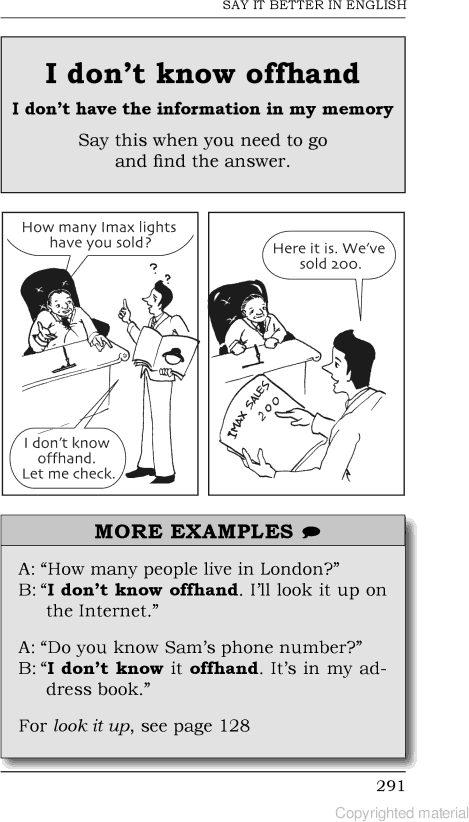 SAY IT BETTER IN ENGLISH
I don't know offhand
I don't have the information in my memory
Say this when you need to go
and find the answer.
How many Imax lights
have you sold?
? ?
I don't know
offhand.
Let me check.
Here it is. We've
sold 200.
IMAX SALES
200
MORE EXAMPLES
A: “How many people live in London?”
B: “I don't know offhand. I'll look it up on
the Internet.”
A: “Do you know Sam's phone number?”
B: “I don't know it offhand. It's in my ad-
dress book.”
For look it up, see page 128
291
Copyrighted material